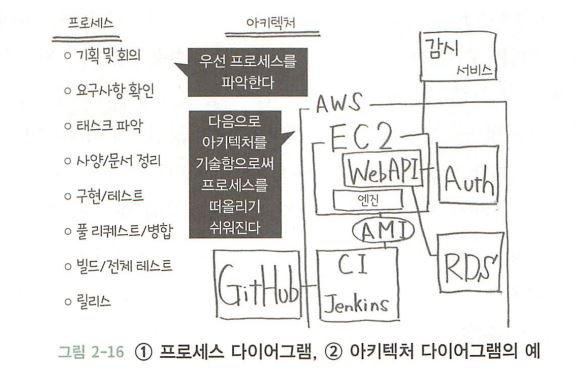 프로세스
아키텍처
기획 및 회의
요구사항 확인
태스크 파악
사양/문서 정리
구현/테스트
풀 리퀘스트/병합
빌드/전체 테스트
릴리스
우선 프로세스를
파악한다
다음으로
아키텍처를
기술함으로써
프로세스를
떠올리기
쉬워진다
감시
서비스
AWS
EC2
WebAPI
엔진
Auth
AMI
RDS
GitHub
CI
Jenkins
그림 2-16 ① 프로세스 다이어그램, ② 아키텍처 다이어그램의 예